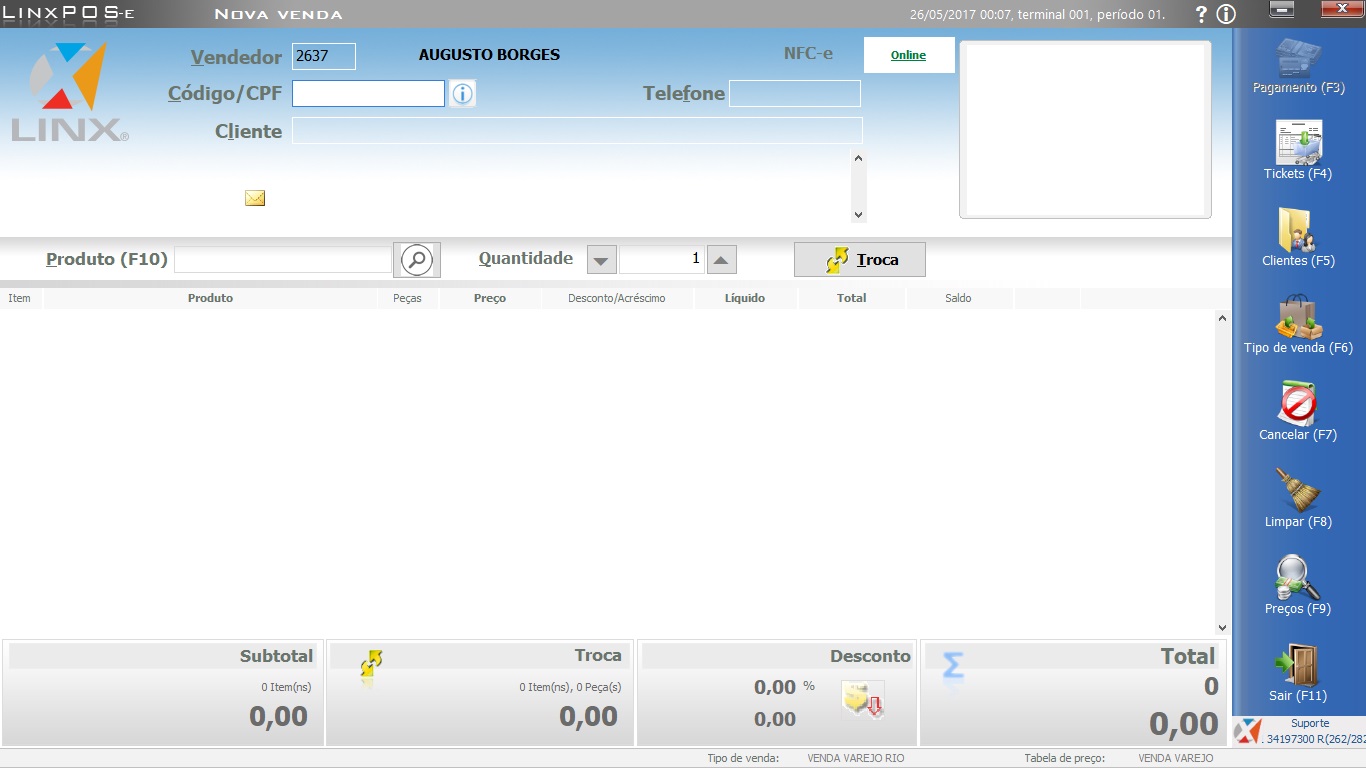 LINXPOS-E NOVA VENDA 26/05/2017 00:07, terminal 001, período 01. ? i X
LINX®
Vendedor 2637 AUGUSTO BORGES NFC-e Online
Código/CPF i Telefone
Cliente
Produto (F10) Quantidade 1 Troca
Item Produto Peças Preço Desconto/Acréscimo Líquido Total Saldo
Pagamento (F3)
Tickets (F4)
Clientes (F5)
Tipo de venda (F6)
Cancelar (F7)
Limpar (F8)
Preços (F9)
Sair (F11)
Subtotal
0 Item(ns)
0,00
Troca
0 Item(ns), 0 Peça(s)
0,00
Desconto
0,00 %
0,00
Σ Total
0
0,00
Suporte
. 34197300 R(262/282
Tipo de venda: VENDA VAREJO RIO Tabela de preço: VENDA VAREJO